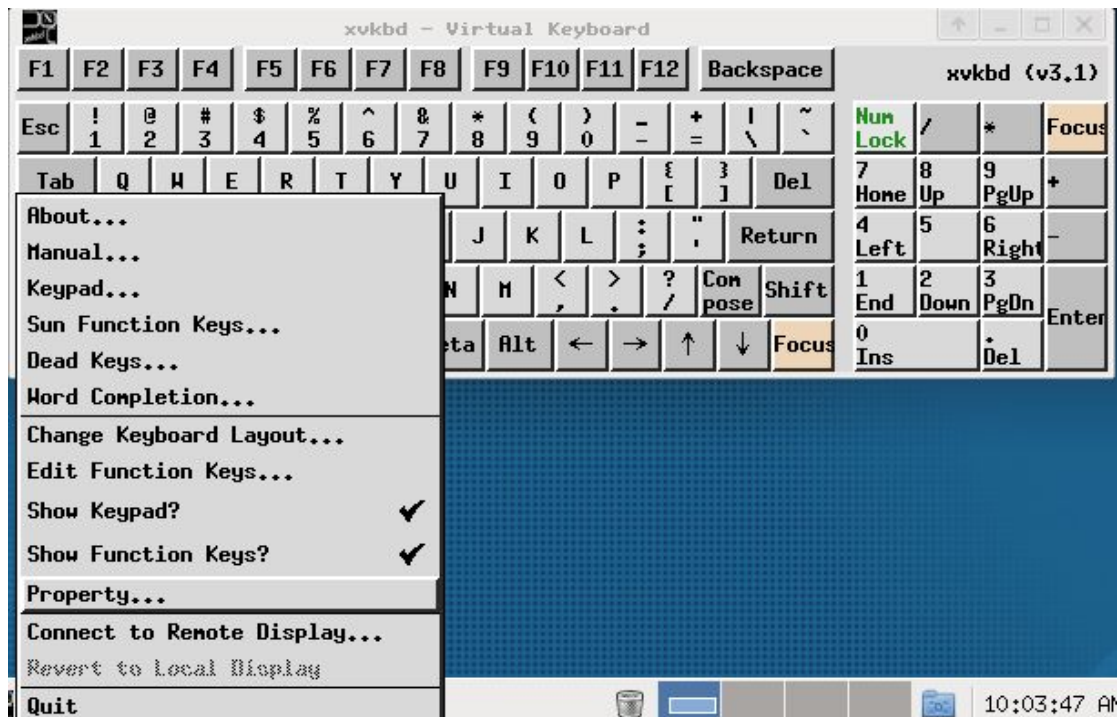 xvkbd - Virtual Keyboard
F1 F2 F3 F4 F5 F6 F7 F8 F9 F10 F11 F12 Backspace xvkbd (v3.1)
Esc ! 1 @ 2 # 3 $ 4 % 5 ^ 6 & 7 * 8 ( 9 ) 0 _ - + = | \ ~ ` Num Lock / * Focus
Tab Q W E R T Y U I O P { [ } ] Del 7 Home 8 Up 9 PgUp +
J K L : ; " ' Return 4 Left 5 6 Right -
N M < , > . ? / Com pose Shift 1 End 2 Down 3 PgDn Enter
eta Alt ← → ↑ ↓ Focus 0 Ins . Del
About...
Manual...
Keypad...
Sun Function Keys...
Dead Keys...
Word Completion...
Change Keyboard Layout...
Edit Function Keys...
Show Keypad? ✔
Show Function Keys? ✔
Property...
Connect to Remote Display...
Revert to Local Display
Quit
10:03:47 AM